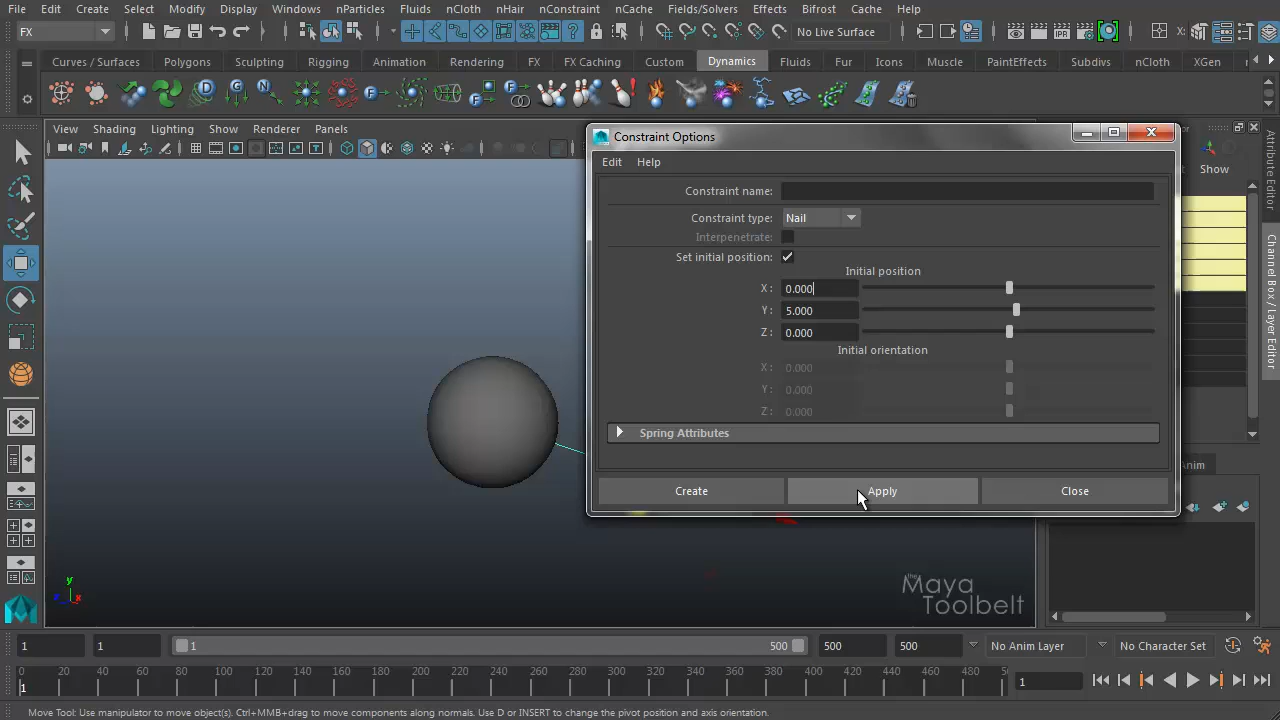 File Edit Create Select Modify Display Windows nParticles Fluids nCloth nHair nConstraint nCache Fields/Solvers Effects Bifrost Cache Help
FX No Live Surface X:
Curves / Surfaces Polygons Sculpting Rigging Animation Rendering FX FX Caching Custom Dynamics Fluids Fur Icons Muscle PaintEffects Subdivs nCloth XGen
View Shading Lighting Show Renderer Panels
Constraint Options
Edit Help
Constraint name:
Constraint type: Nail
Interpenetrate:
Set initial position:
Initial position
X: 0.000
Y: 5.000
Z: 0.000
Initial orientation
X: 0.000
Y: 0.000
Z: 0.000
Spring Attributes
Create Apply Close
Show
Attribute Editor
Channel Box / Layer Editor
Anim
y
z x
the Maya
Toolbelt
1 1 1 500 500 500 No Anim Layer No Character Set
0 20 40 60 80 100 120 140 160 180 200 220 240 260 280 300 320 340 360 380 400 420 440 460 480 50
1 1
Move Tool: Use manipulator to move object(s). Ctrl+MMB+drag to move components along normals. Use D or INSERT to change the pivot position and axis orientation.